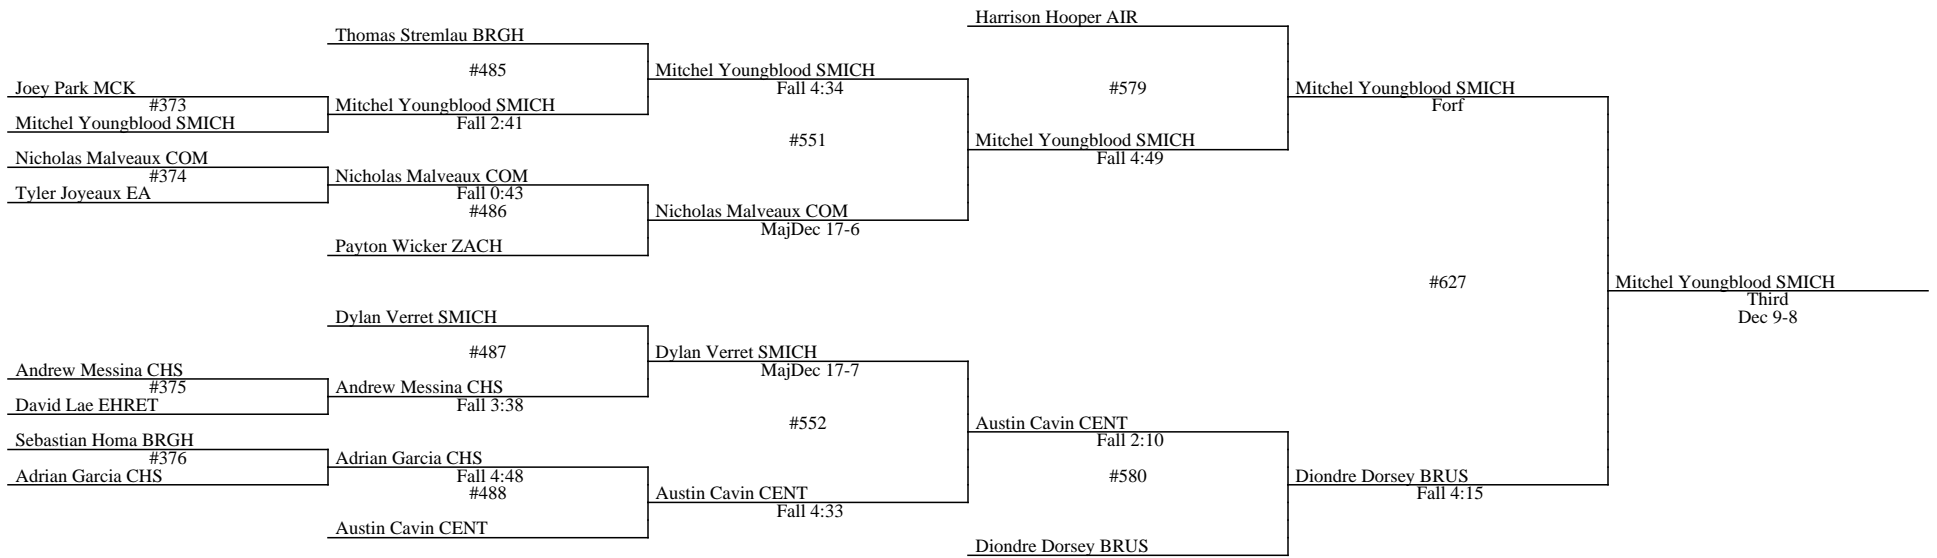 Harrison Hooper AIR
Thomas Stremlau BRGH
#485
Mitchel Youngblood SMICH
Fall 4:34
#579
Mitchel Youngblood SMICH
Forf
Joey Park MCK
#373
Mitchel Youngblood SMICH
Mitchel Youngblood SMICH
Fall 2:41
#551
Mitchel Youngblood SMICH
Fall 4:49
Nicholas Malveaux COM
#374
Tyler Joyeaux EA
Nicholas Malveaux COM
Fall 0:43
#486
Nicholas Malveaux COM
MajDec 17-6
Payton Wicker ZACH
#627
Mitchel Youngblood SMICH
Third
Dec 9-8
Dylan Verret SMICH
#487
Dylan Verret SMICH
MajDec 17-7
Andrew Messina CHS
#375
David Lae EHRET
Andrew Messina CHS
Fall 3:38
#552
Austin Cavin CENT
Fall 2:10
Sebastian Homa BRGH
#376
Adrian Garcia CHS
Adrian Garcia CHS
Fall 4:48
#488
#580
Diondre Dorsey BRUS
Fall 4:15
Austin Cavin CENT
Fall 4:33
Austin Cavin CENT
Diondre Dorsey BRUS